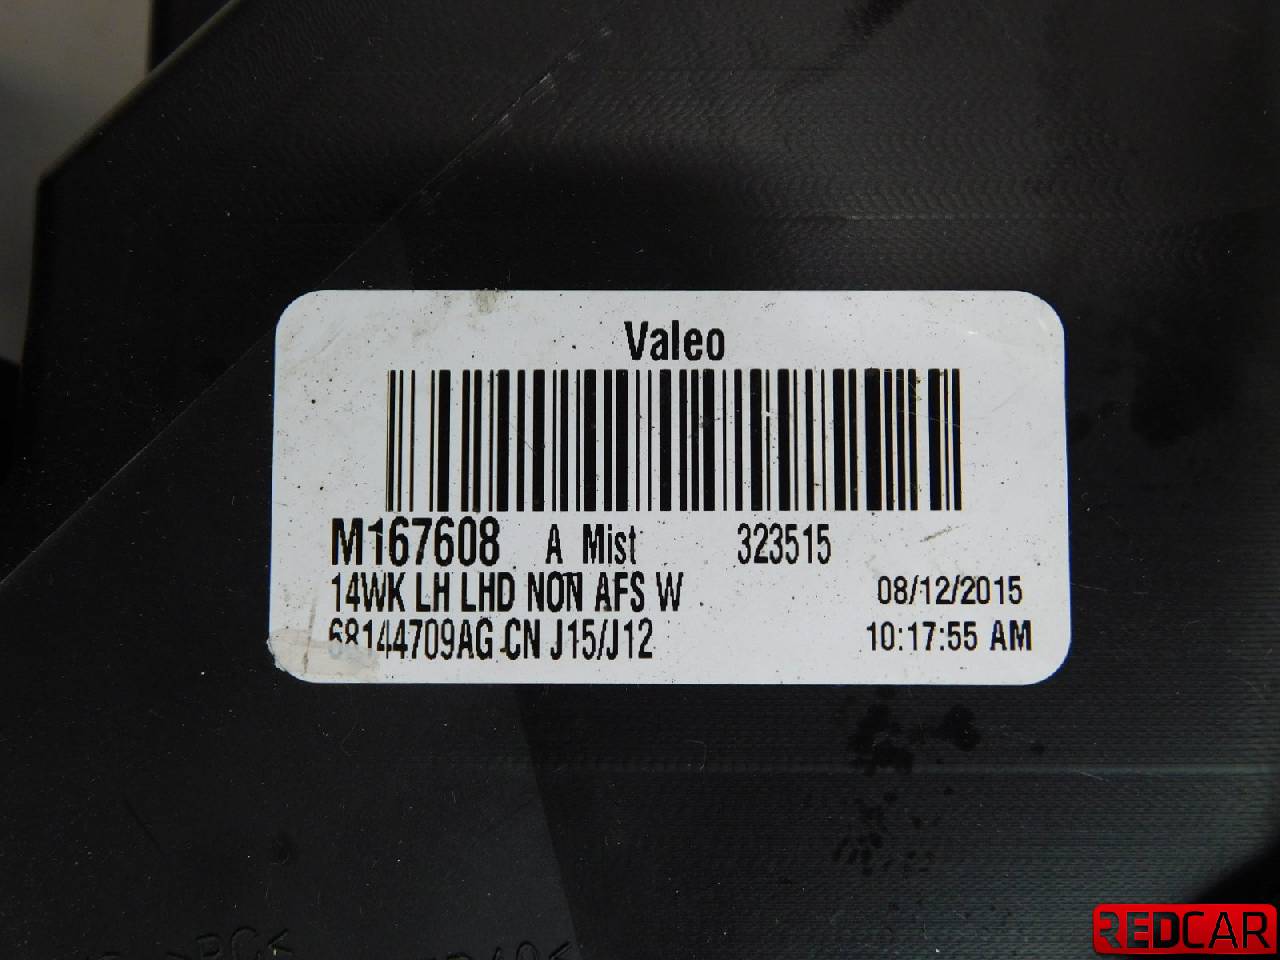 Valeo
M167608 A Mist 323515
14WK LH LHD NON AFS W 08/12/2015
68144709AG CN J15/J12 10:17:55 AM
REDCAR